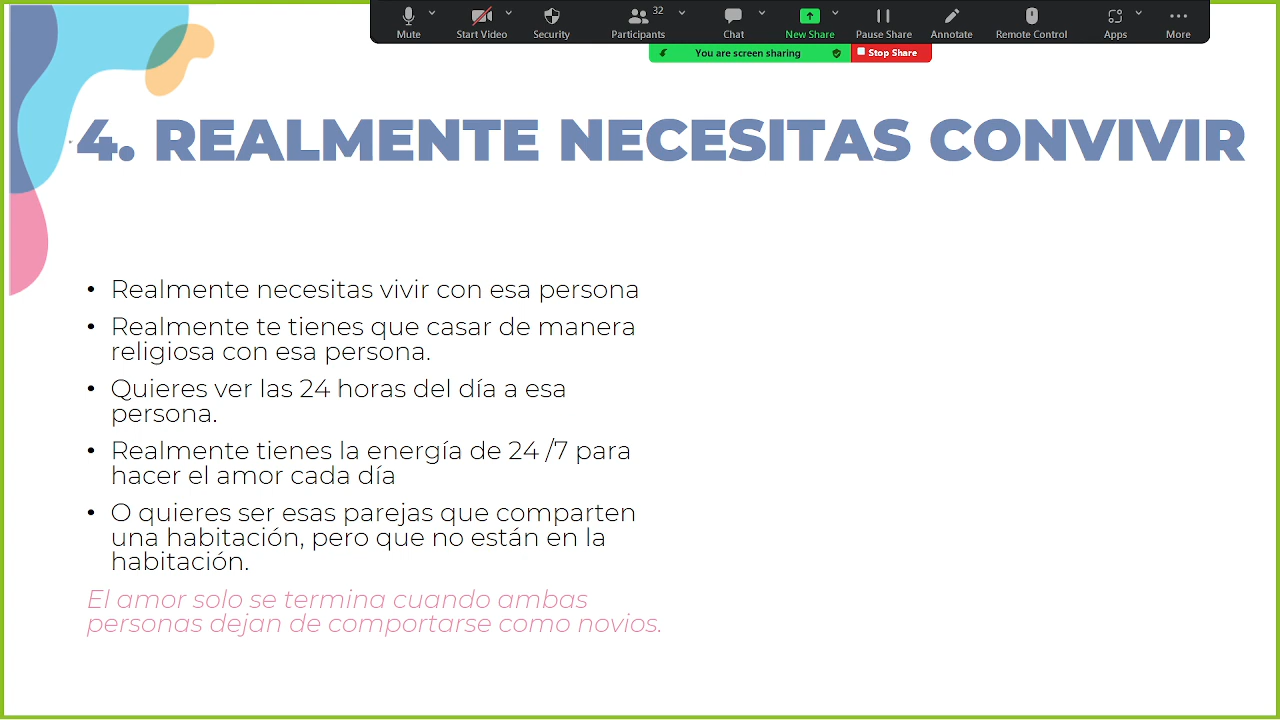 Mute
Start Video
Security
Participants
32
Chat
New Share
Pause Share
Annotate
Remote Control
Apps
More
You are screen sharing
Stop Share
4. REALMENTE NECESITAS CONVIVIR
• Realmente necesitas vivir con esa persona
• Realmente te tienes que casar de manera
religiosa con esa persona.
• Quieres ver las 24 horas del día a esa
persona.
• Realmente tienes la energía de 24 /7 para
hacer el amor cada día
• O quieres ser esas parejas que comparten
una habitación, pero que no están en la
habitación.
El amor solo se termina cuando ambas
personas dejan de comportarse como novios.